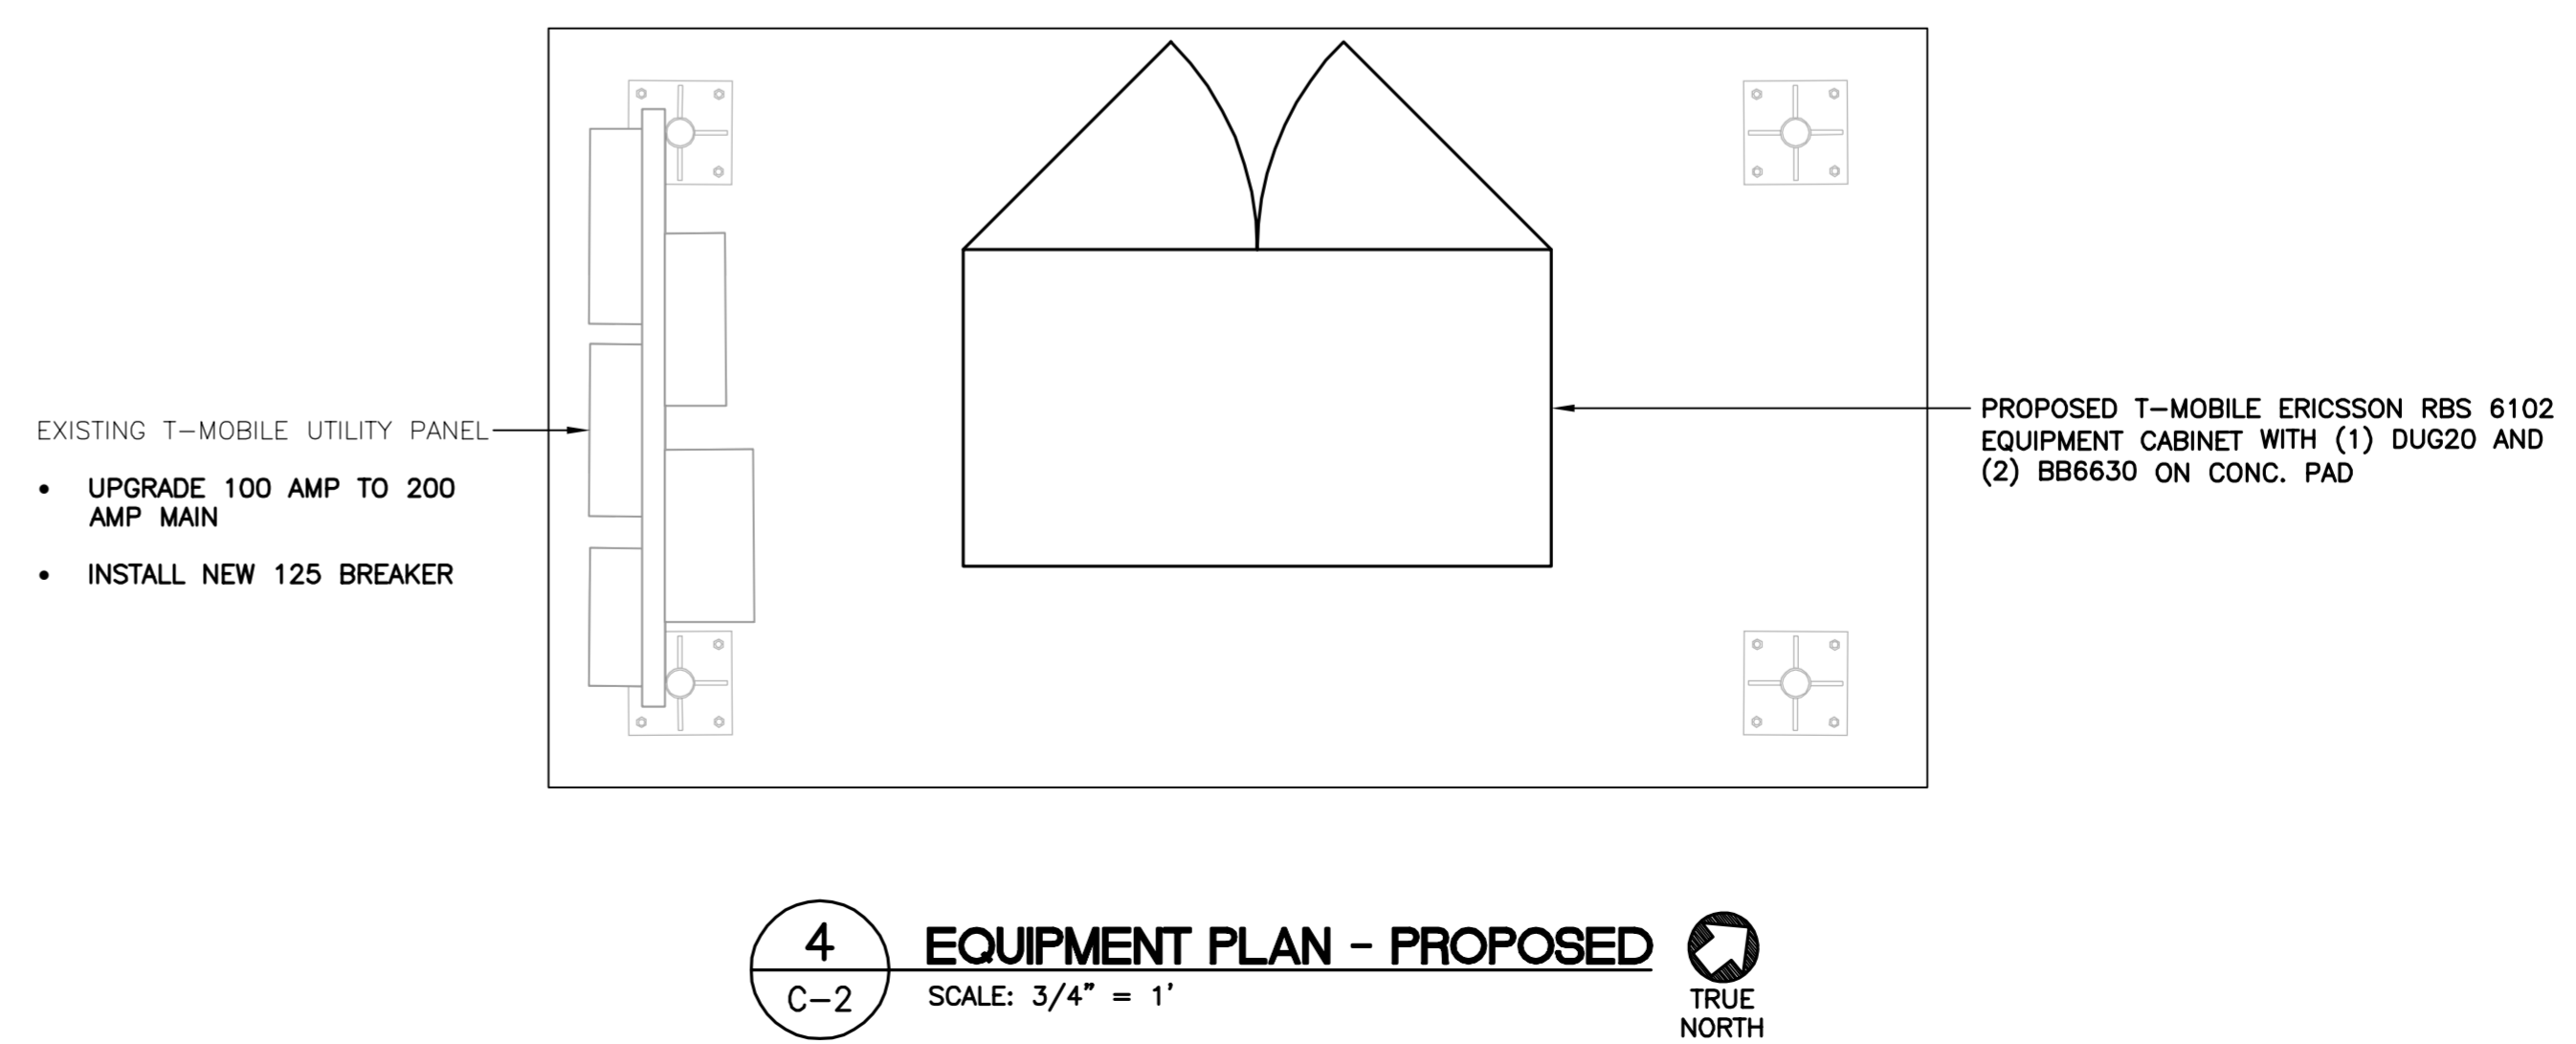 EXISTING T-MOBILE UTILITY PANEL
• UPGRADE 100 AMP TO 200
AMP MAIN
• INSTALL NEW 125 BREAKER
PROPOSED T-MOBILE ERICSSON RBS 6102
EQUIPMENT CABINET WITH (1) DUG20 AND
(2) BB6630 ON CONC. PAD
4
C-2
EQUIPMENT PLAN - PROPOSED
SCALE: 3/4" = 1'
TRUE
NORTH